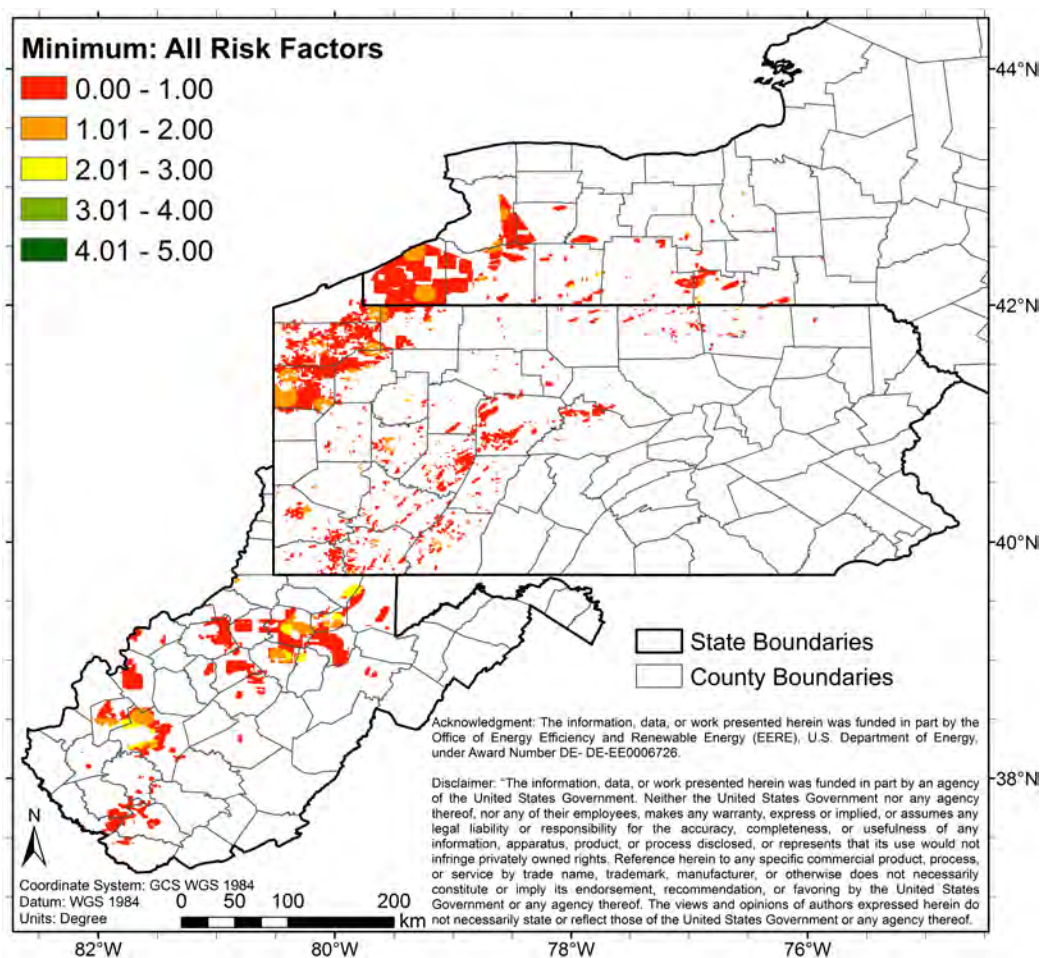 Minimum: All Risk Factors
0.00 - 1.00
1.01 - 2.00
2.01 - 3.00
3.01 - 4.00
4.01 - 5.00
44°N
42°N
40°N
38°N
State Boundaries
County Boundaries
Acknowledgment: The information, data, or work presented herein was funded in part by the
Office of Energy Efficiency and Renewable Energy (EERE), U.S. Department of Energy,
under Award Number DE- DE-EE0006726.
Disclaimer: “The information, data, or work presented herein was funded in part by an agency
of the United States Government. Neither the United States Government nor any agency
thereof, nor any of their employees, makes any warranty, express or implied, or assumes any
legal liability or responsibility for the accuracy, completeness, or usefulness of any
information, apparatus, product, or process disclosed, or represents that its use would not
infringe privately owned rights. Reference herein to any specific commercial product, process,
or service by trade name, trademark, manufacturer, or otherwise does not necessarily
constitute or imply its endorsement, recommendation, or favoring by the United States
Government or any agency thereof. The views and opinions of authors expressed herein do
not necessarily state or reflect those of the United States Government or any agency thereof.
N
Coordinate System: GCS WGS 1984
Datum: WGS 1984
Units: Degree
0 50 100 200
km
82°W 80°W 78°W 76°W